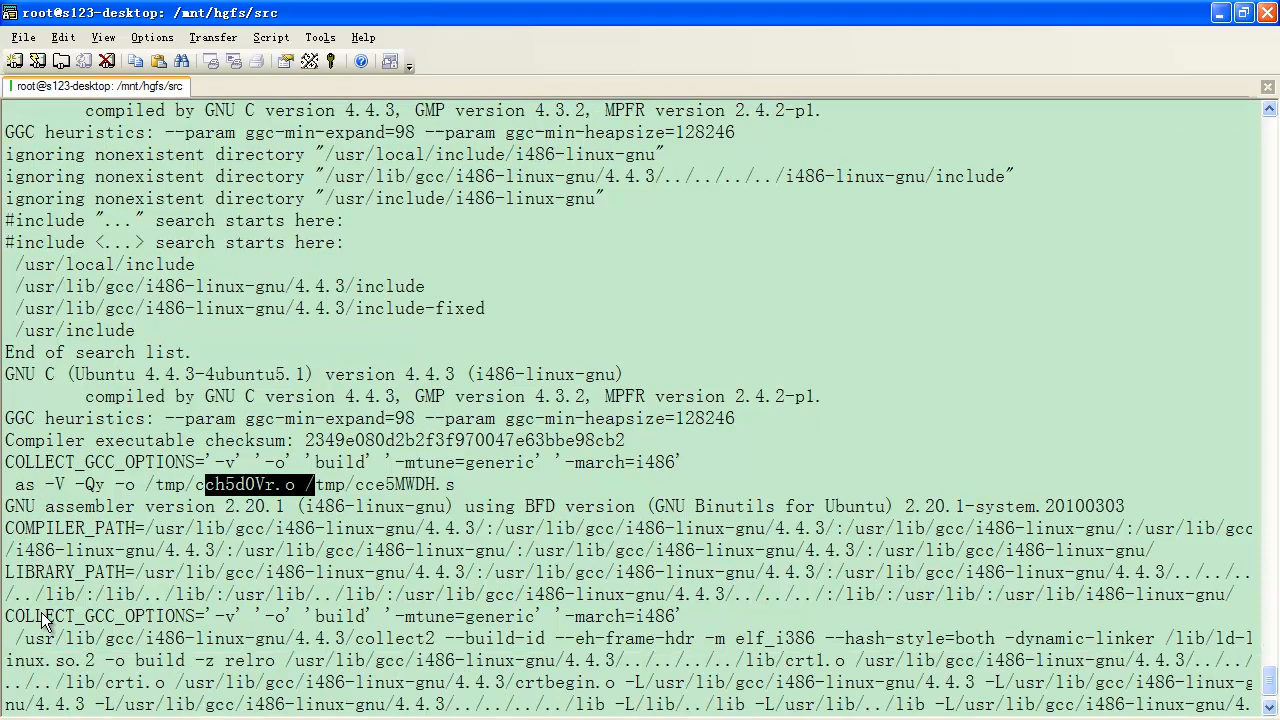 root@s123-desktop: /mnt/hgfs/src
File Edit View Options Transfer Script Tools Help
root@s123-desktop: /mnt/hgfs/src
compiled by GNU C version 4.4.3, GMP version 4.3.2, MPFR version 2.4.2-p1.
GGC heuristics: --param ggc-min-expand=98 --param ggc-min-heapsize=128246
ignoring nonexistent directory "/usr/local/include/i486-linux-gnu"
ignoring nonexistent directory "/usr/lib/gcc/i486-linux-gnu/4.4.3/../../../../i486-linux-gnu/include"
ignoring nonexistent directory "/usr/include/i486-linux-gnu"
#include "..." search starts here:
#include <...> search starts here:
/usr/local/include
/usr/lib/gcc/i486-linux-gnu/4.4.3/include
/usr/lib/gcc/i486-linux-gnu/4.4.3/include-fixed
/usr/include
End of search list.
GNU C (Ubuntu 4.4.3-4ubuntu5.1) version 4.4.3 (i486-linux-gnu)
compiled by GNU C version 4.4.3, GMP version 4.3.2, MPFR version 2.4.2-p1.
GGC heuristics: --param ggc-min-expand=98 --param ggc-min-heapsize=128246
Compiler executable checksum: 2349e080d2b2f3f970047e63bbe98cb2
COLLECT_GCC_OPTIONS='-v' '-o' 'build' '-mtune=generic' '-march=i486'
as -V -Qy -o /tmp/cch5d0Vr.o /tmp/cce5MWDH.s
GNU assembler version 2.20.1 (i486-linux-gnu) using BFD version (GNU Binutils for Ubuntu) 2.20.1-system.20100303
COMPILER_PATH=/usr/lib/gcc/i486-linux-gnu/4.4.3/:/usr/lib/gcc/i486-linux-gnu/4.4.3/:/usr/lib/gcc/i486-linux-gnu/:/usr/lib/gcc
/i486-linux-gnu/4.4.3/:/usr/lib/gcc/i486-linux-gnu/:/usr/lib/gcc/i486-linux-gnu/4.4.3/:/usr/lib/gcc/i486-linux-gnu/
LIBRARY_PATH=/usr/lib/gcc/i486-linux-gnu/4.4.3/:/usr/lib/gcc/i486-linux-gnu/4.4.3/:/usr/lib/gcc/i486-linux-gnu/4.4.3/../../..
/../lib/:/lib/../lib/:/usr/lib/../lib/:/usr/lib/gcc/i486-linux-gnu/4.4.3/../../../:/lib/:/usr/lib/:/usr/lib/i486-linux-gnu/
COLLECT_GCC_OPTIONS='-v' '-o' 'build' '-mtune=generic' '-march=i486'
/usr/lib/gcc/i486-linux-gnu/4.4.3/collect2 --build-id --eh-frame-hdr -m elf_i386 --hash-style=both -dynamic-linker /lib/ld-l
inux.so.2 -o build -z relro /usr/lib/gcc/i486-linux-gnu/4.4.3/../../../../lib/crt1.o /usr/lib/gcc/i486-linux-gnu/4.4.3/../../
../../lib/crti.o /usr/lib/gcc/i486-linux-gnu/4.4.3/crtbegin.o -L/usr/lib/gcc/i486-linux-gnu/4.4.3 -L/usr/lib/gcc/i486-linux-g
nu/4.4.3 -L/usr/lib/gcc/i486-linux-gnu/4.4.3/../../../../lib -L/lib/../lib -L/usr/lib/../lib -L/usr/lib/gcc/i486-linux-gnu/4.